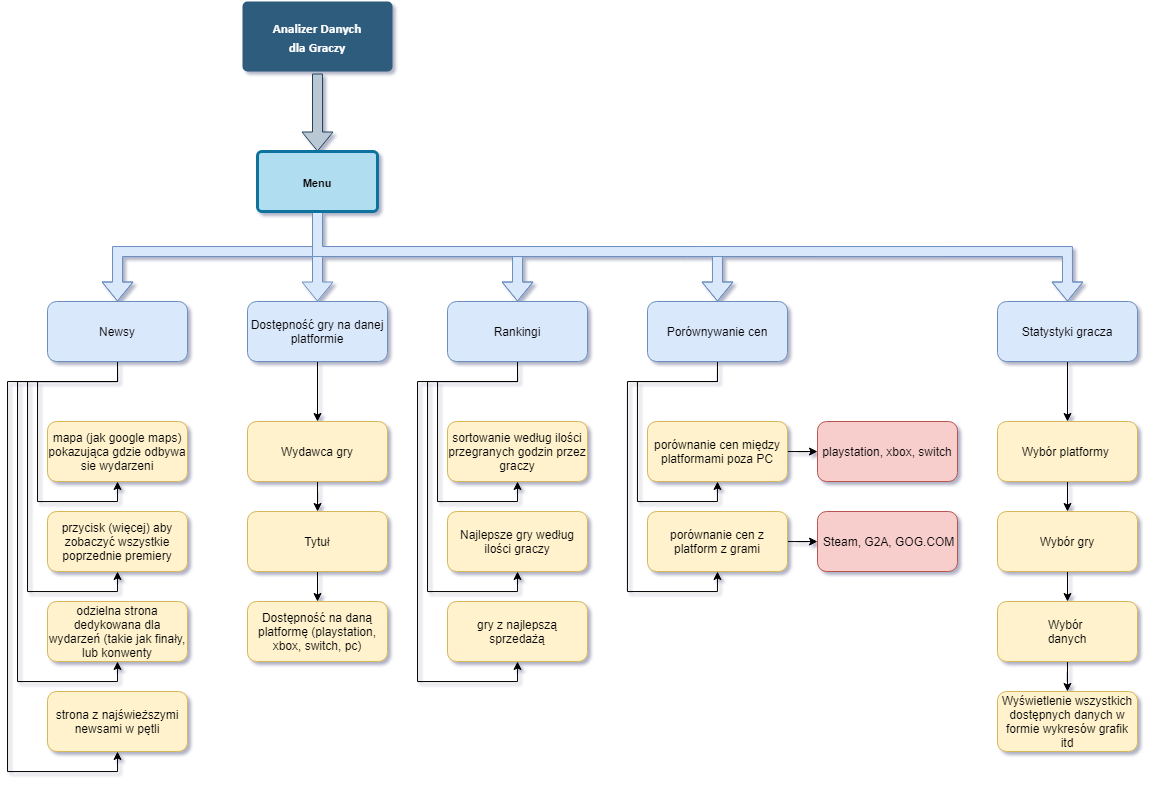 Analizer Danych
dla Graczy
Menu
Newsy
Dostępność gry na danej
platformie
Rankingi
Porównywanie cen
Statystyki gracza
mapa (jak google maps)
pokazująca gdzie odbywa
sie wydarzeni
przycisk (więcej) aby
zobaczyć wszystkie
poprzednie premiery
odzielna strona
dedykowana dla
wydarzeń (takie jak finały,
lub konwenty
strona z najświeższymi
newsami w pętli
Wydawca gry
Tytuł
Dostępność na daną
platformę (playstation,
xbox, switch, pc)
sortowanie według ilości
przegranych godzin przez
graczy
Najlepsze gry według
ilości graczy
gry z najlepszą
sprzedażą
porównanie cen między
platformami poza PC
playstation, xbox, switch
porównanie cen z
platform z grami
Steam, G2A, GOG.COM
Wybór platformy
Wybór gry
Wybór
danych
Wyświetlenie wszystkich
dostępnych danych w
formie wykresów grafik
itd